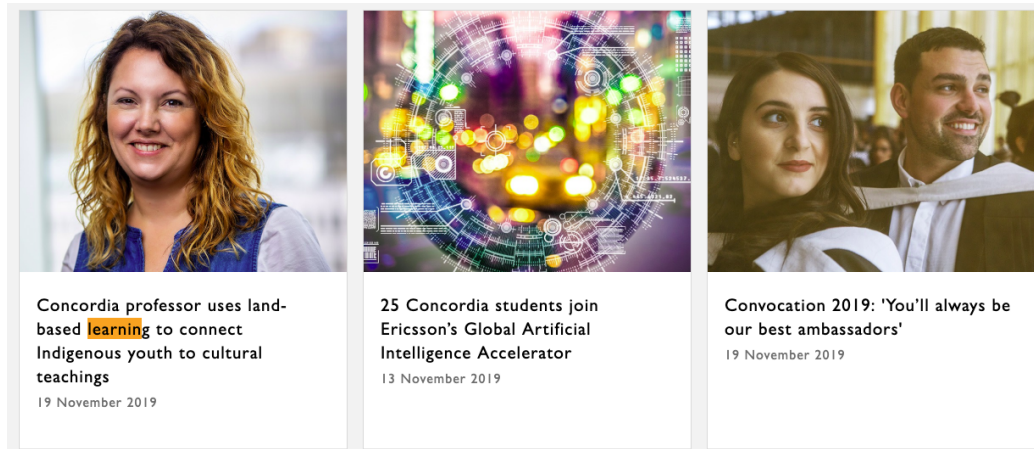 Concordia professor uses land-
based learning to connect
Indigenous youth to cultural
teachings
19 November 2019
25 Concordia students join
Ericsson’s Global Artificial
Intelligence Accelerator
13 November 2019
Convocation 2019: 'You’ll always be
our best ambassadors'
19 November 2019